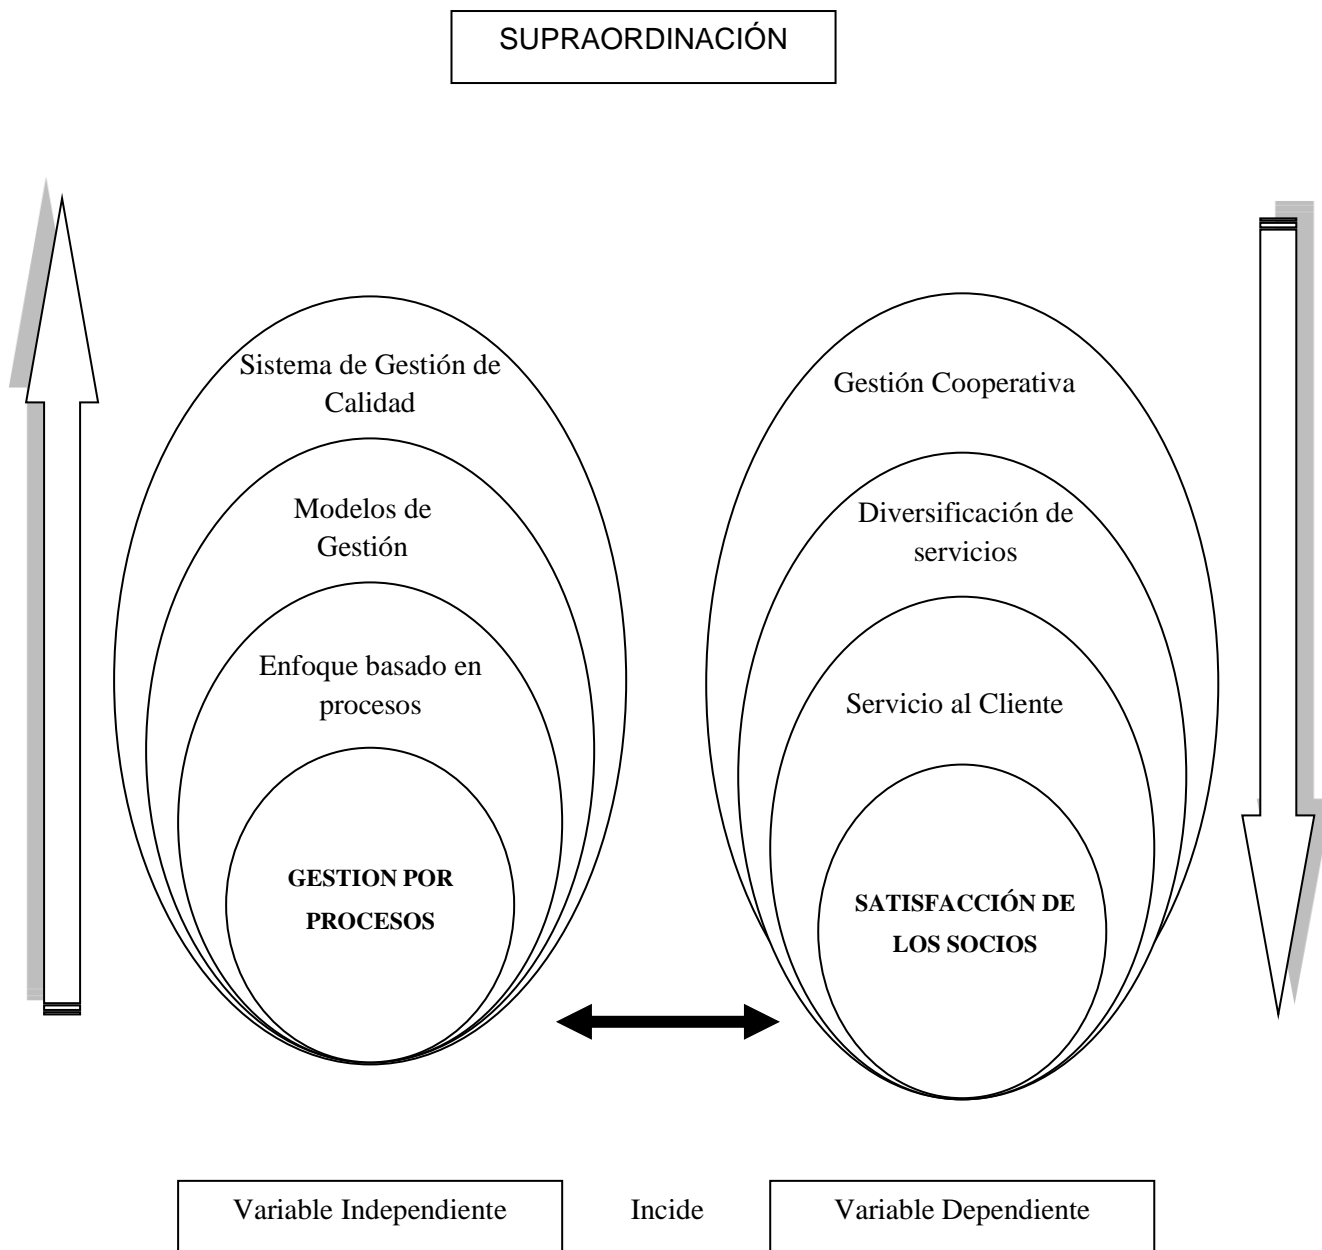 SUPRAORDINACIÓN
Sistema de Gestión de
Calidad
Modelos de
Gestión
Enfoque basado en
procesos
GESTION POR
PROCESOS
Gestión Cooperativa
Diversificación de
servicios
Servicio al Cliente
SATISFACCIÓN DE
LOS SOCIOS
Variable Independiente
Incide
Variable Dependiente